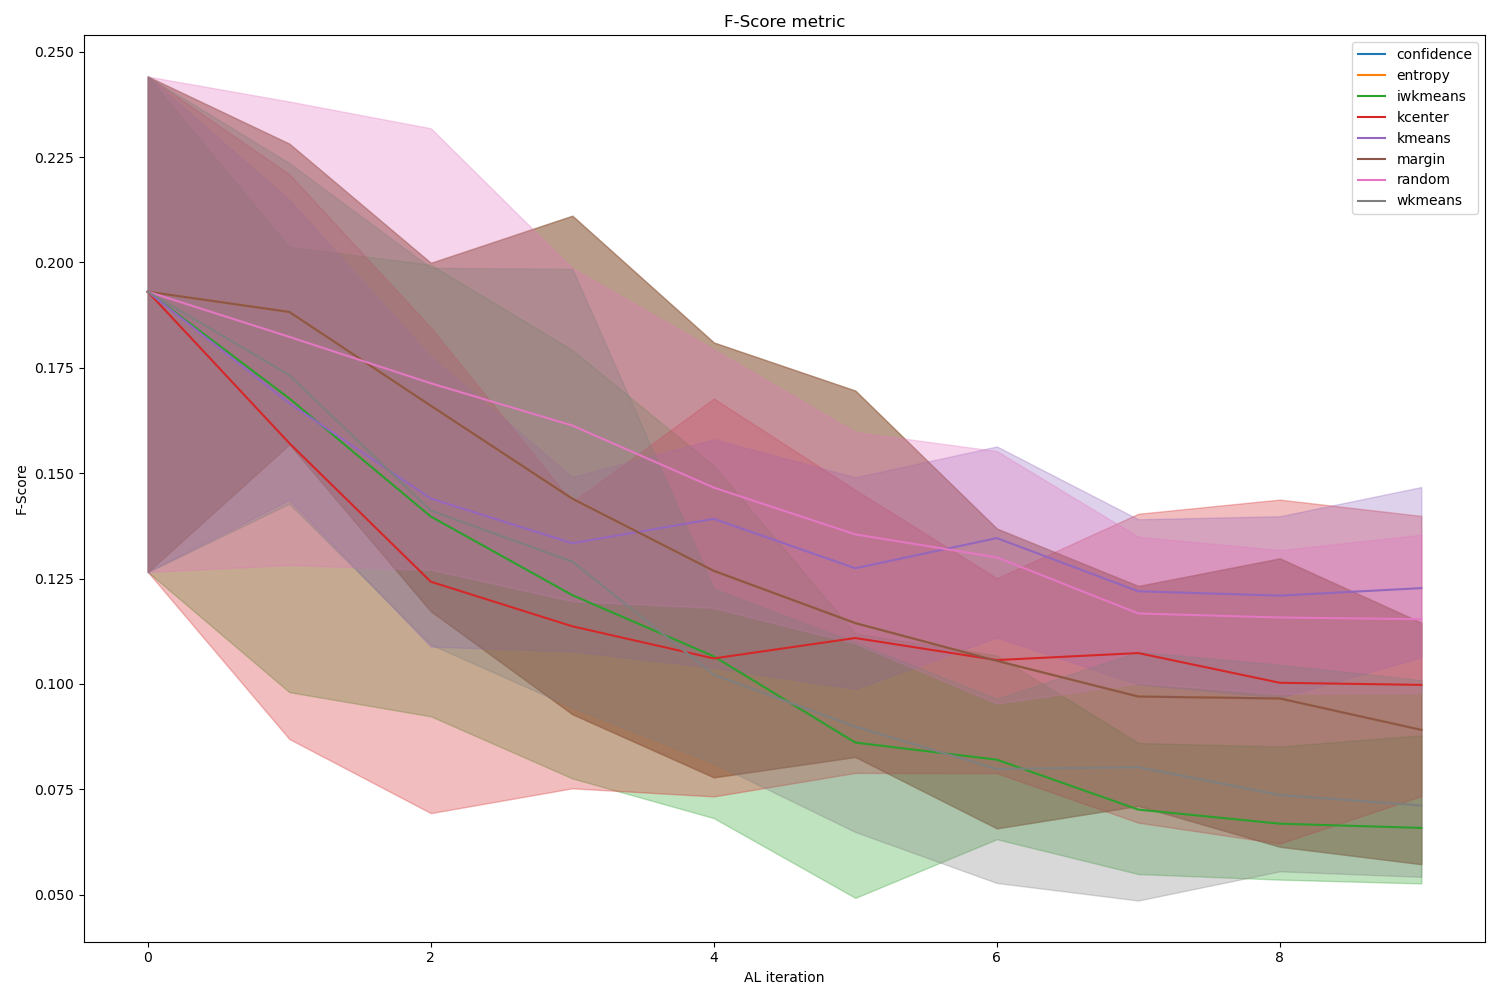 F-Score metric
0.250
0.225
0.200
0.175
0.150
0.125
0.100
0.075
0.050
F-Score
0
2
4
6
8
AL iteration
confidence
entropy
iwkmeans
kcenter
kmeans
margin
random
wkmeans